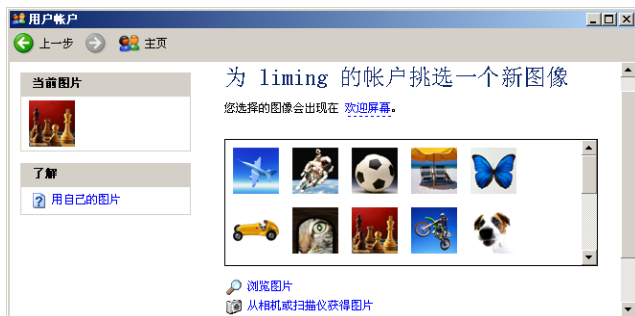 用户帐户
上一步 主页
当前图片
了解
用自己的图片
为 liming 的帐户挑选一个新图像
您选择的图像会出现在 欢迎屏幕。
浏览图片
从相机或扫描仪获得图片